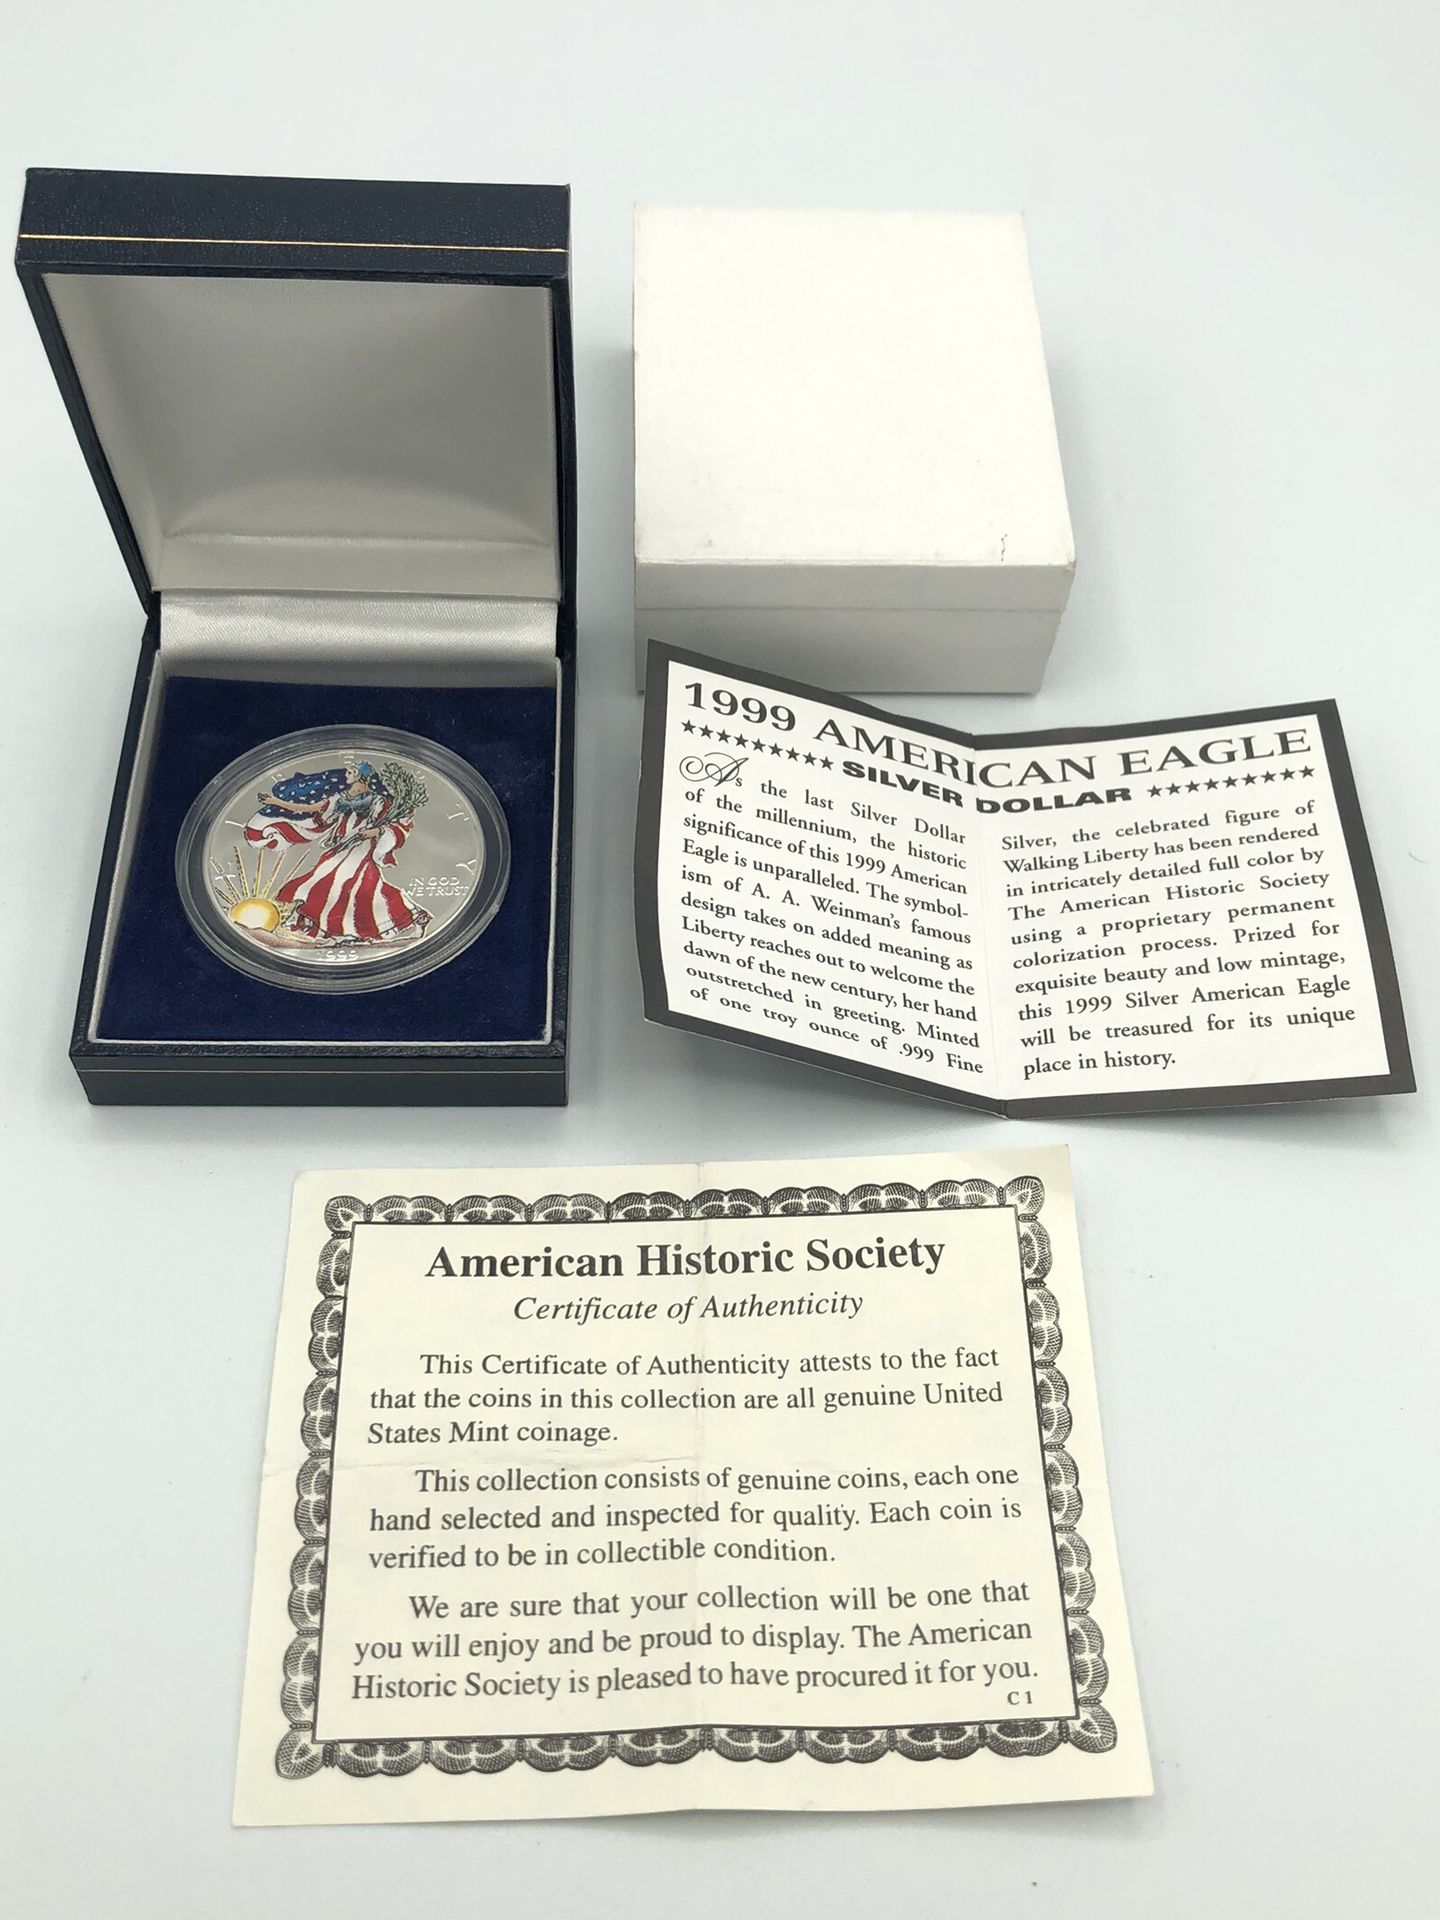 LIBERTY
IN GOD
WE TRUST
1999
1999 AMERICAN EAGLE
★★★★★★★★★ SILVER DOLLAR ★★★★★★★★★
As the last Silver Dollar
of the millennium, the historic
significance of this 1999 American
Eagle is unparalleled. The symbol-
ism of A. A. Weinman's famous
design takes on added meaning as
Liberty reaches out to welcome the
dawn of the new century, her hand
outstretched in greeting. Minted
of one troy ounce of .999 Fine
Silver, the celebrated figure of
Walking Liberty has been rendered
in intricately detailed full color by
The American Historic Society
using a proprietary permanent
colorization process. Prized for
exquisite beauty and low mintage,
this 1999 Silver American Eagle
will be treasured for its unique
place in history.
American Historic Society
Certificate of Authenticity
This Certificate of Authenticity attests to the fact
that the coins in this collection are all genuine United
States Mint coinage.
This collection consists of genuine coins, each one
hand selected and inspected for quality. Each coin is
verified to be in collectible condition.
We are sure that your collection will be one that
you will enjoy and be proud to display. The American
Historic Society is pleased to have procured it for you.
C 1